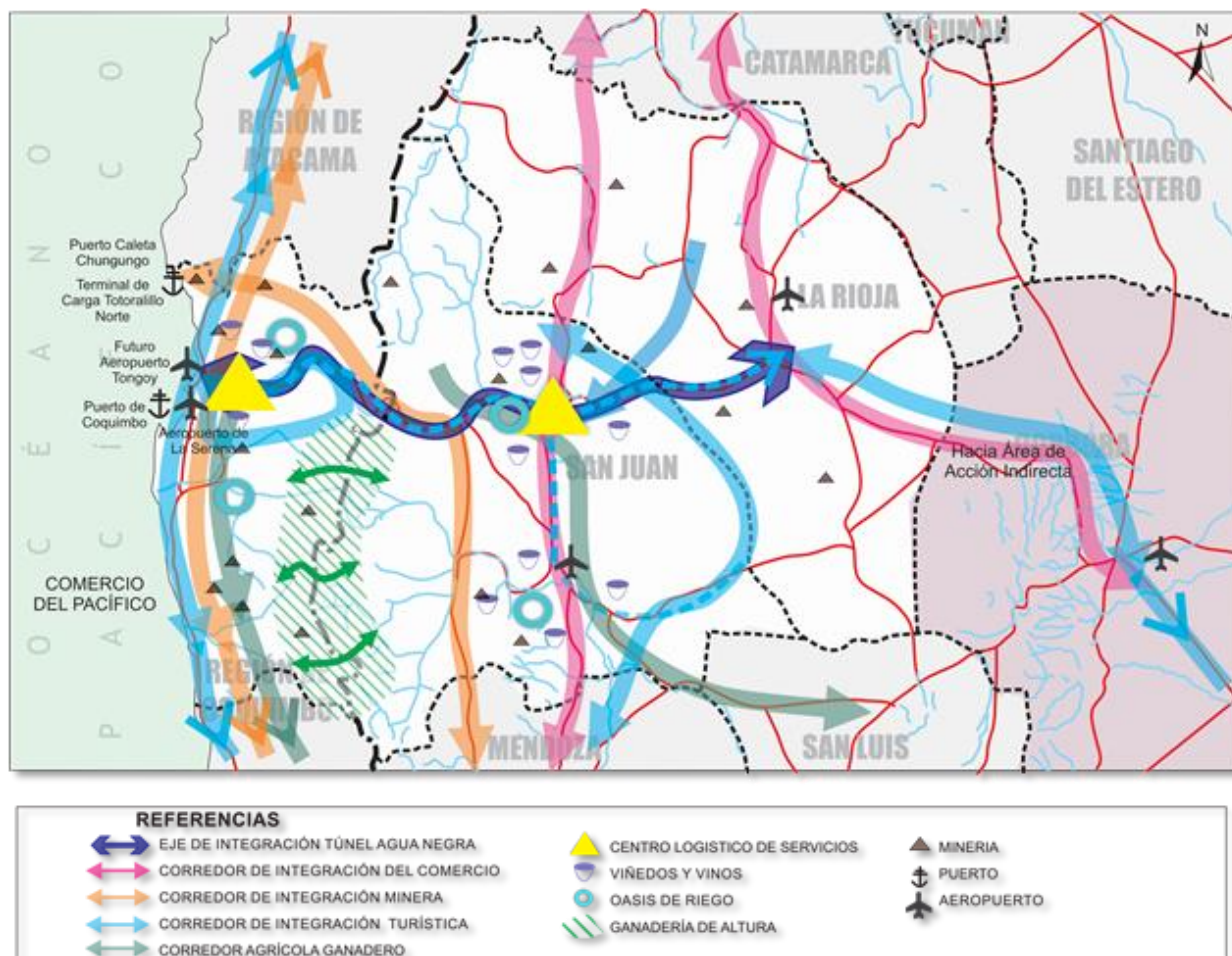 N
TUCUMAN
CATAMARCA
REGIÓN DE
ATACAMA
SANTIAGO
DEL ESTERO
OCÉANO
PACÍFICO
Puerto Caleta
Chungungo
Terminal de
Carga Totoralillo
Norte
LA RIOJA
Futuro
Aeropuerto
Tongoy
Puerto de
Coquimbo
Aeropuerto de
La Serena
SAN JUAN
Hacia Área de
Acción Indirecta
COMERCIO
DEL PACÍFICO
REGIÓN DE
MENDOZA
SAN LUIS
REFERENCIAS
EJE DE INTEGRACIÓN TÚNEL AGUA NEGRA
CORREDOR DE INTEGRACIÓN DEL COMERCIO
CORREDOR DE INTEGRACIÓN MINERA
CORREDOR DE INTEGRACIÓN TURÍSTICA
CORREDOR AGRÍCOLA GANADERO
CENTRO LOGISTICO DE SERVICIOS
VIÑEDOS Y VINOS
OASIS DE RIEGO
GANADERÍA DE ALTURA
MINERIA
PUERTO
AEROPUERTO